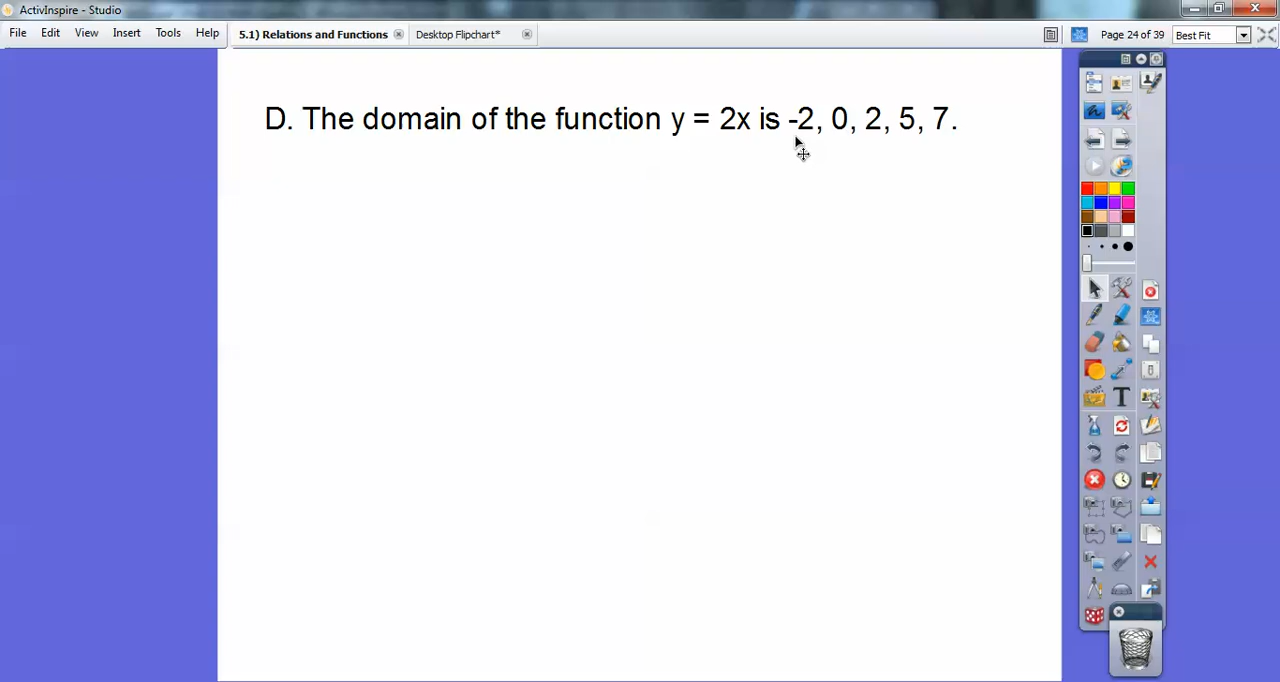 ActivInspire - Studio
File Edit View Insert Tools Help
5.1) Relations and Functions
Desktop Flipchart*
Page 24 of 39
Best Fit
D. The domain of the function y = 2x is -2, 0, 2, 5, 7.